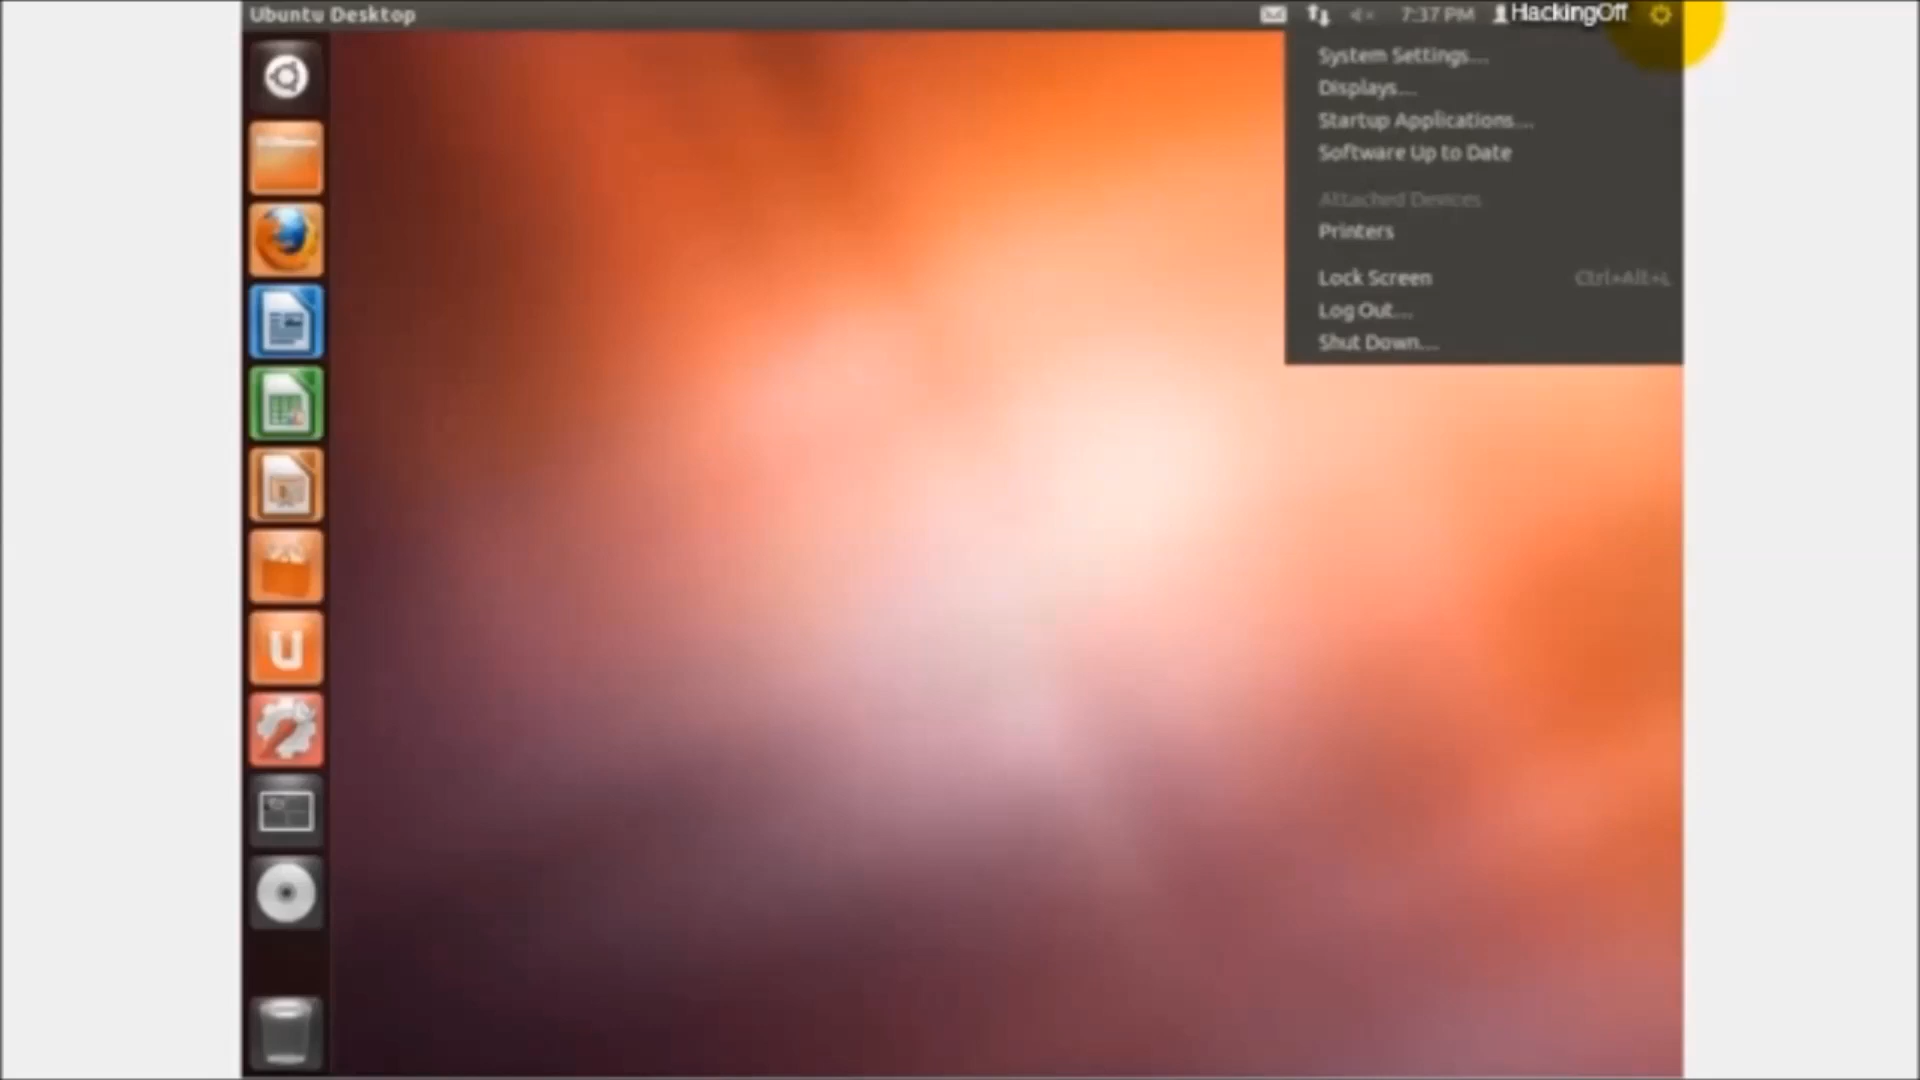 Ubuntu Desktop
7:37 PM HackingOff
System Settings...
Displays...
Startup Applications...
Software Up to Date
Attached Devices
Printers
Lock Screen Ctrl+Alt+L
Log Out...
Shut Down...